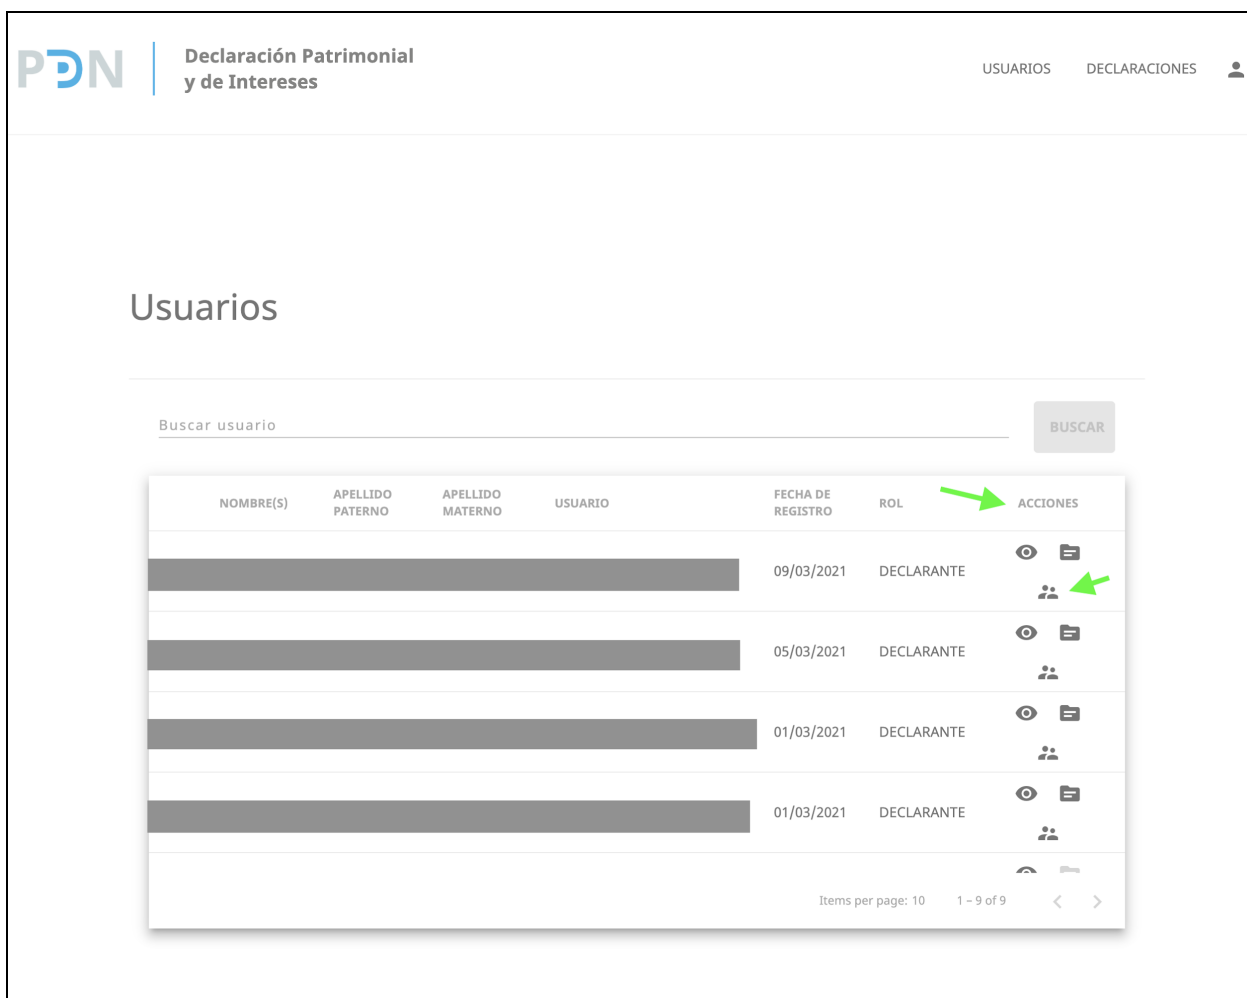 PDN
Declaración Patrimonial
y de Intereses
USUARIOS
DECLARACIONES
Usuarios
Buscar usuario
BUSCAR
NOMBRE(S)
APELLIDO
PATERNO
APELLIDO
MATERNO
USUARIO
FECHA DE
REGISTRO
ROL
ACCIONES
09/03/2021
DECLARANTE
05/03/2021
DECLARANTE
01/03/2021
DECLARANTE
01/03/2021
DECLARANTE
Items per page: 10
1 – 9 of 9